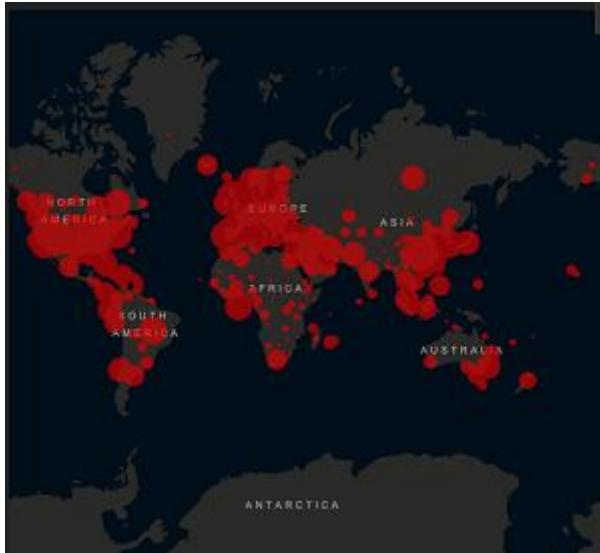 NORTH
AMERICA
EUROPE
ASIA
AFRICA
SOUTH
AMERICA
AUSTRALIA
ANTARCTICA